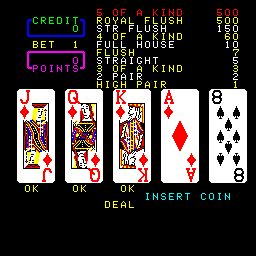 5 OF A KIND 500
CREDIT ROYAL FLUSH 500
0 STR FLUSH 150
4 OF A KIND 60
BET 1 FULL HOUSE 10
FLUSH 7
0 STRAIGHT 5
POINTS 3 OF A KIND 3
2 PAIR 2
HIGH PAIR 1
J Q K A 8
J Q K A 8
OK OK OK
INSERT COIN
DEAL